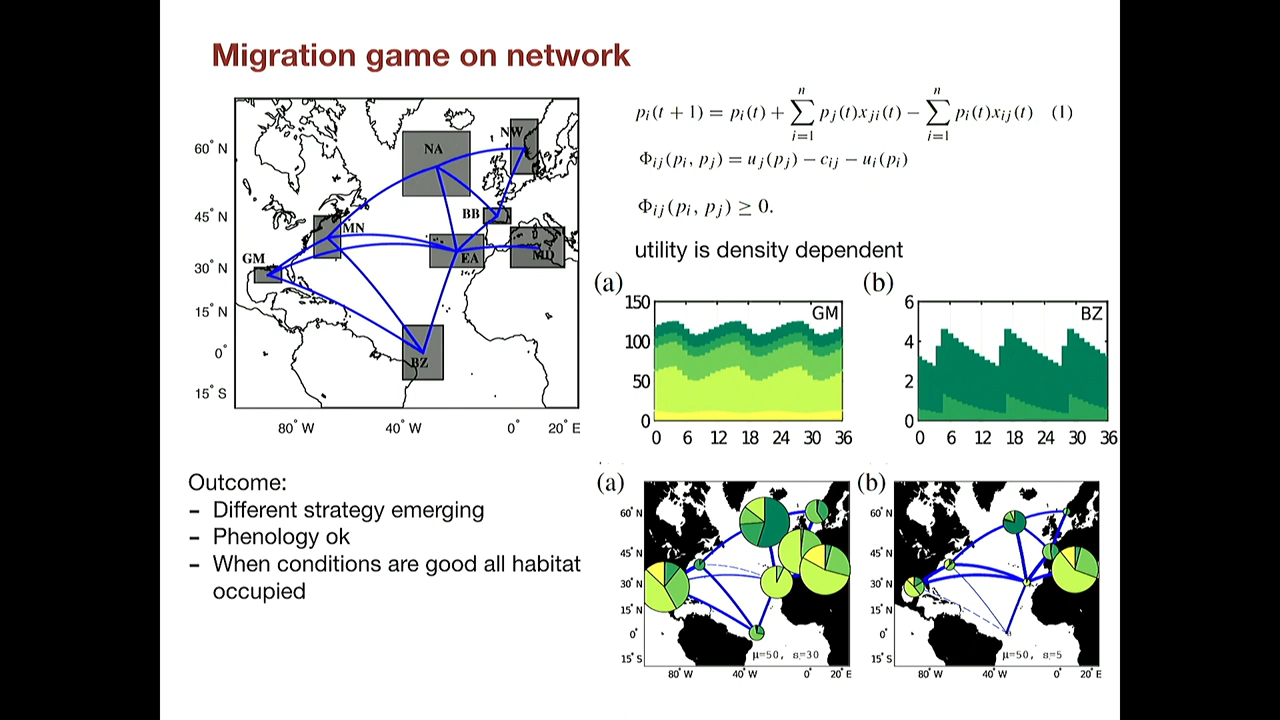 Migration game on network
60° N
45° N
30° N
15° N
0°
15° S
80° W
40° W
0°
20° E
NA
NW
BB
MN
GM
EA
MD
BZ
p_i(t + 1) = p_i(t) + \sum_{i=1}^{n} p_j(t)x_{ji}(t) − \sum_{i=1}^{n} p_i(t)x_{ij}(t) (1)
Φ_{ij}(p_i, p_j) = u_j(p_j) − c_{ij} − u_i(p_i)
Φ_{ij}(p_i, p_j) ≥ 0.
utility is density dependent
(a)
150
100
50
0
GM
0 6 12 18 24 30 36
(b)
6
4
2
0
BZ
0 6 12 18 24 30 36
Outcome:
- Different strategy emerging
- Phenology ok
- When conditions are good all habitat
occupied
(a)
60° N
45° N
30° N
15° N
0°
15° S
μ=50, s=30
80° W
40° W
0°
20° E
(b)
60° N
45° N
30° N
15° N
0°
15° S
μ=50, s=5
80° W
40° W
0°
20° E